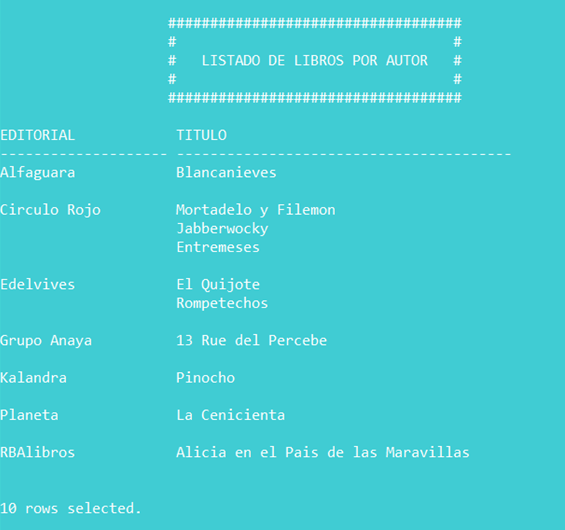 ###################################
#                                 #
#   LISTADO DE LIBROS POR AUTOR   #
#                                 #
###################################
EDITORIAL            TITULO
-------------------- ----------------------------------------
Alfaguara            Blancanieves
Circulo Rojo         Mortadelo y Filemon
                     Jabberwocky
                     Entremeses
Edelvives            El Quijote
                     Rompetechos
Grupo Anaya          13 Rue del Percebe
Kalandra             Pinocho
Planeta              La Cenicienta
RBAlibros            Alicia en el Pais de las Maravillas
10 rows selected.